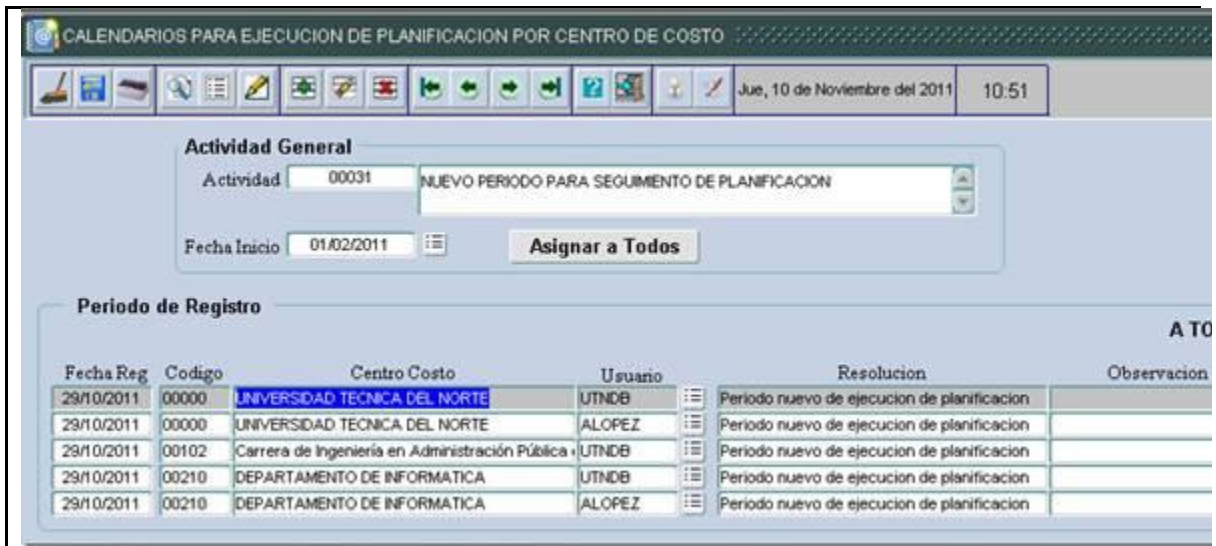 CALENDARIOS PARA EJECUCION DE PLANIFICACION POR CENTRO DE COSTO
Jue, 10 de Noviembre del 2011 10:51
Actividad General
Actividad 00031 NUEVO PERIODO PARA SEGUIMIENTO DE PLANIFICACION
Fecha Inicio 01/02/2011 Asignar a Todos
Periodo de Registro
A TO
Fecha Reg Codigo Centro Costo Usuario Resolucion Observacion
29/10/2011 00000 UNIVERSIDAD TECNICA DEL NORTE UTNDB Periodo nuevo de ejecucion de planificacion
29/10/2011 00000 UNIVERSIDAD TECNICA DEL NORTE ALOPEZ Periodo nuevo de ejecucion de planificacion
29/10/2011 00102 Carrera de Ingeniería en Administración Pública UTNDB Periodo nuevo de ejecucion de planificacion
29/10/2011 00210 DEPARTAMENTO DE INFORMATICA UTNDB Periodo nuevo de ejecucion de planificacion
29/10/2011 00210 DEPARTAMENTO DE INFORMATICA ALOPEZ Periodo nuevo de ejecucion de planificacion